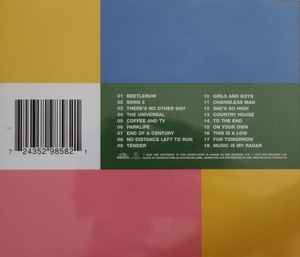 01 BEETLEBUM
02 SONG 2
03 THERE'S NO OTHER WAY
04 THE UNIVERSAL
05 COFFEE AND TV
06 PARKLIFE
07 END OF A CENTURY
08 NO DISTANCE LEFT TO RUN
09 TENDER
10 GIRLS AND BOYS
11 CHARMLESS MAN
12 SHE'S SO HIGH
13 COUNTRY HOUSE
14 TO THE END
15 ON YOUR OWN
16 THIS IS A LOW
17 FOR TOMORROW
18 MUSIC IS MY RADAR
7 24352 98582 1